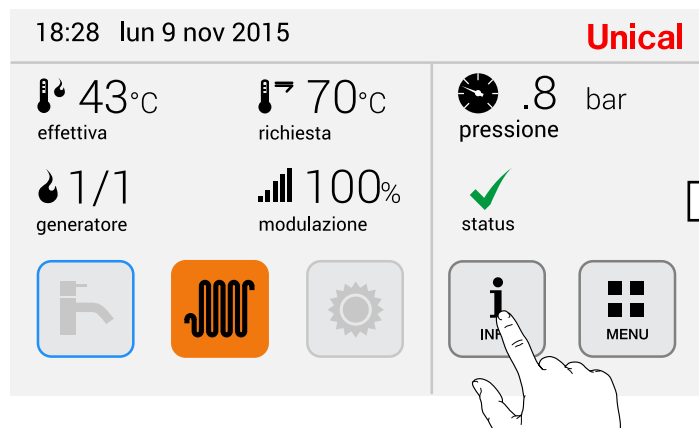 18:28 lun 9 nov 2015
Unical
43°C
effettiva
70°C
richiesta
.8 bar
pressione
1/1
generatore
100%
modulazione
status
i
MENU